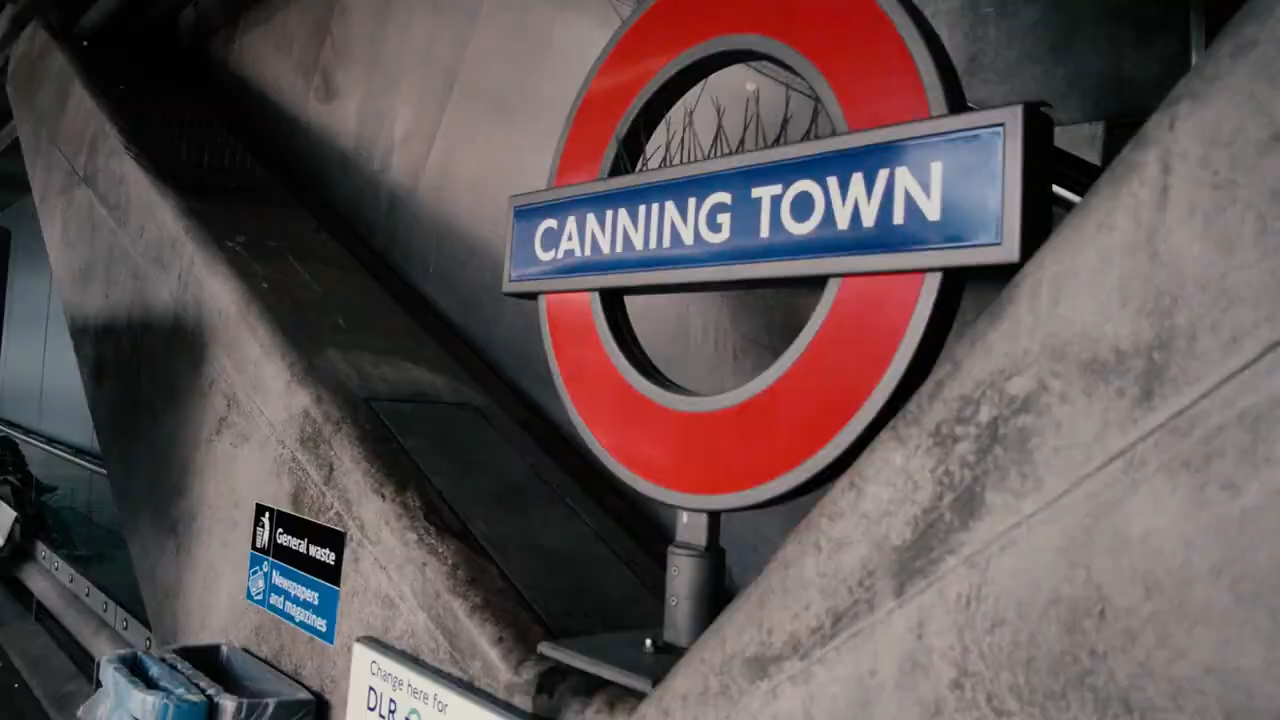 CANNING TOWN
General waste
Newspapers
and magazines
Change here for
DLR